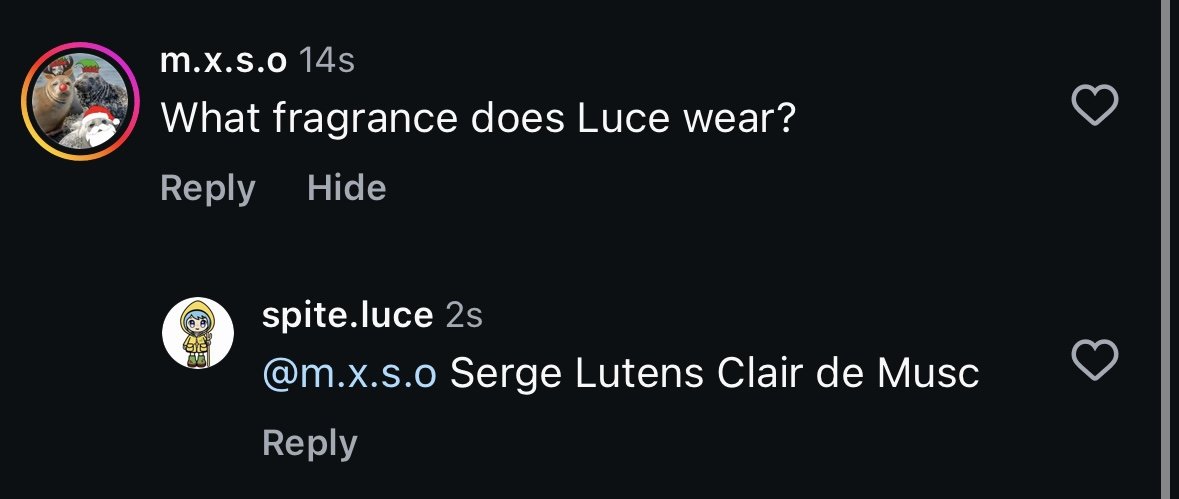 m.x.s.o 14s
What fragrance does Luce wear?
Reply Hide
spite.luce 2s
@m.x.s.o Serge Lutens Clair de Musc
Reply